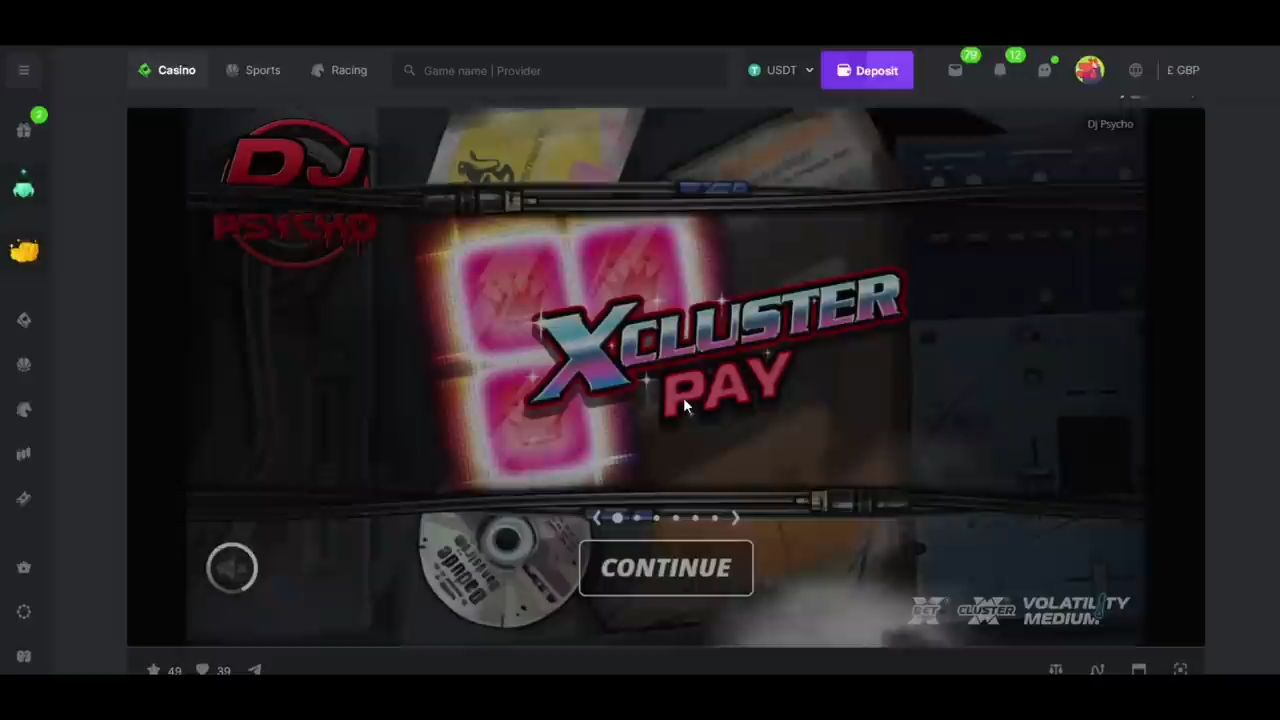 Casino
Sports
Racing
Game name | Provider
USDT
Deposit
79
12
£ GBP
2
Dj Psycho
DJ
PSYCHO
XCLUSTER
PAY
CONTINUE
X BET
X CLUSTER
VOLATILITY
MEDIUM
49
39